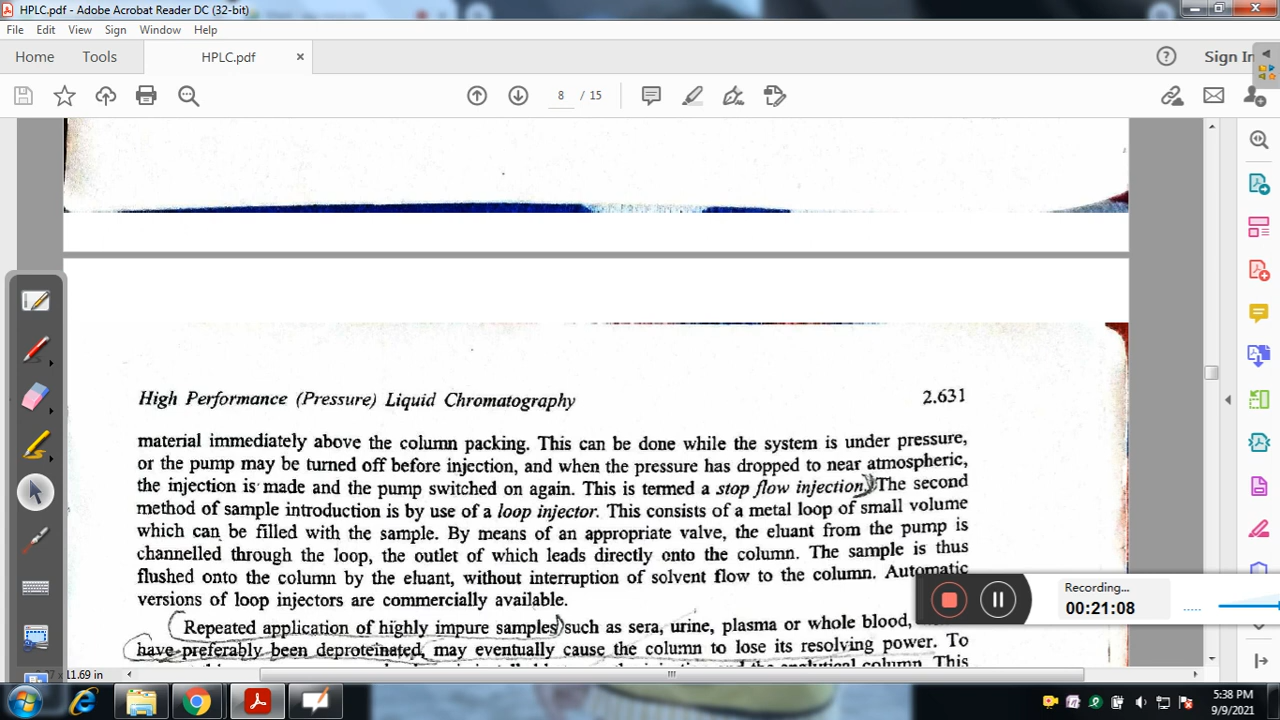 HPLC.pdf - Adobe Acrobat Reader DC (32-bit)
File Edit View Sign Window Help
Home Tools HPLC.pdf × Sign In
8 / 15
High Performance (Pressure) Liquid Chromatography 2.631
material immediately above the column packing. This can be done while the system is under pressure,
or the pump may be turned off before injection, and when the pressure has dropped to near atmospheric,
the injection is made and the pump switched on again. This is termed a stop flow injection. The second
method of sample introduction is by use of a loop injector. This consists of a metal loop of small volume
which can be filled with the sample. By means of an appropriate valve, the eluant from the pump is
channelled through the loop, the outlet of which leads directly onto the column. The sample is thus
flushed onto the column by the eluant, without interruption of solvent flow to the column. Automatic
versions of loop injectors are commercially available.
Repeated application of highly impure samples such as sera, urine, plasma or whole blood,
have preferably been deproteinated, may eventually cause the column to lose its resolving power. To
column. This
Recording...
00:21:08
11.69 in
5:38 PM
9/9/2021